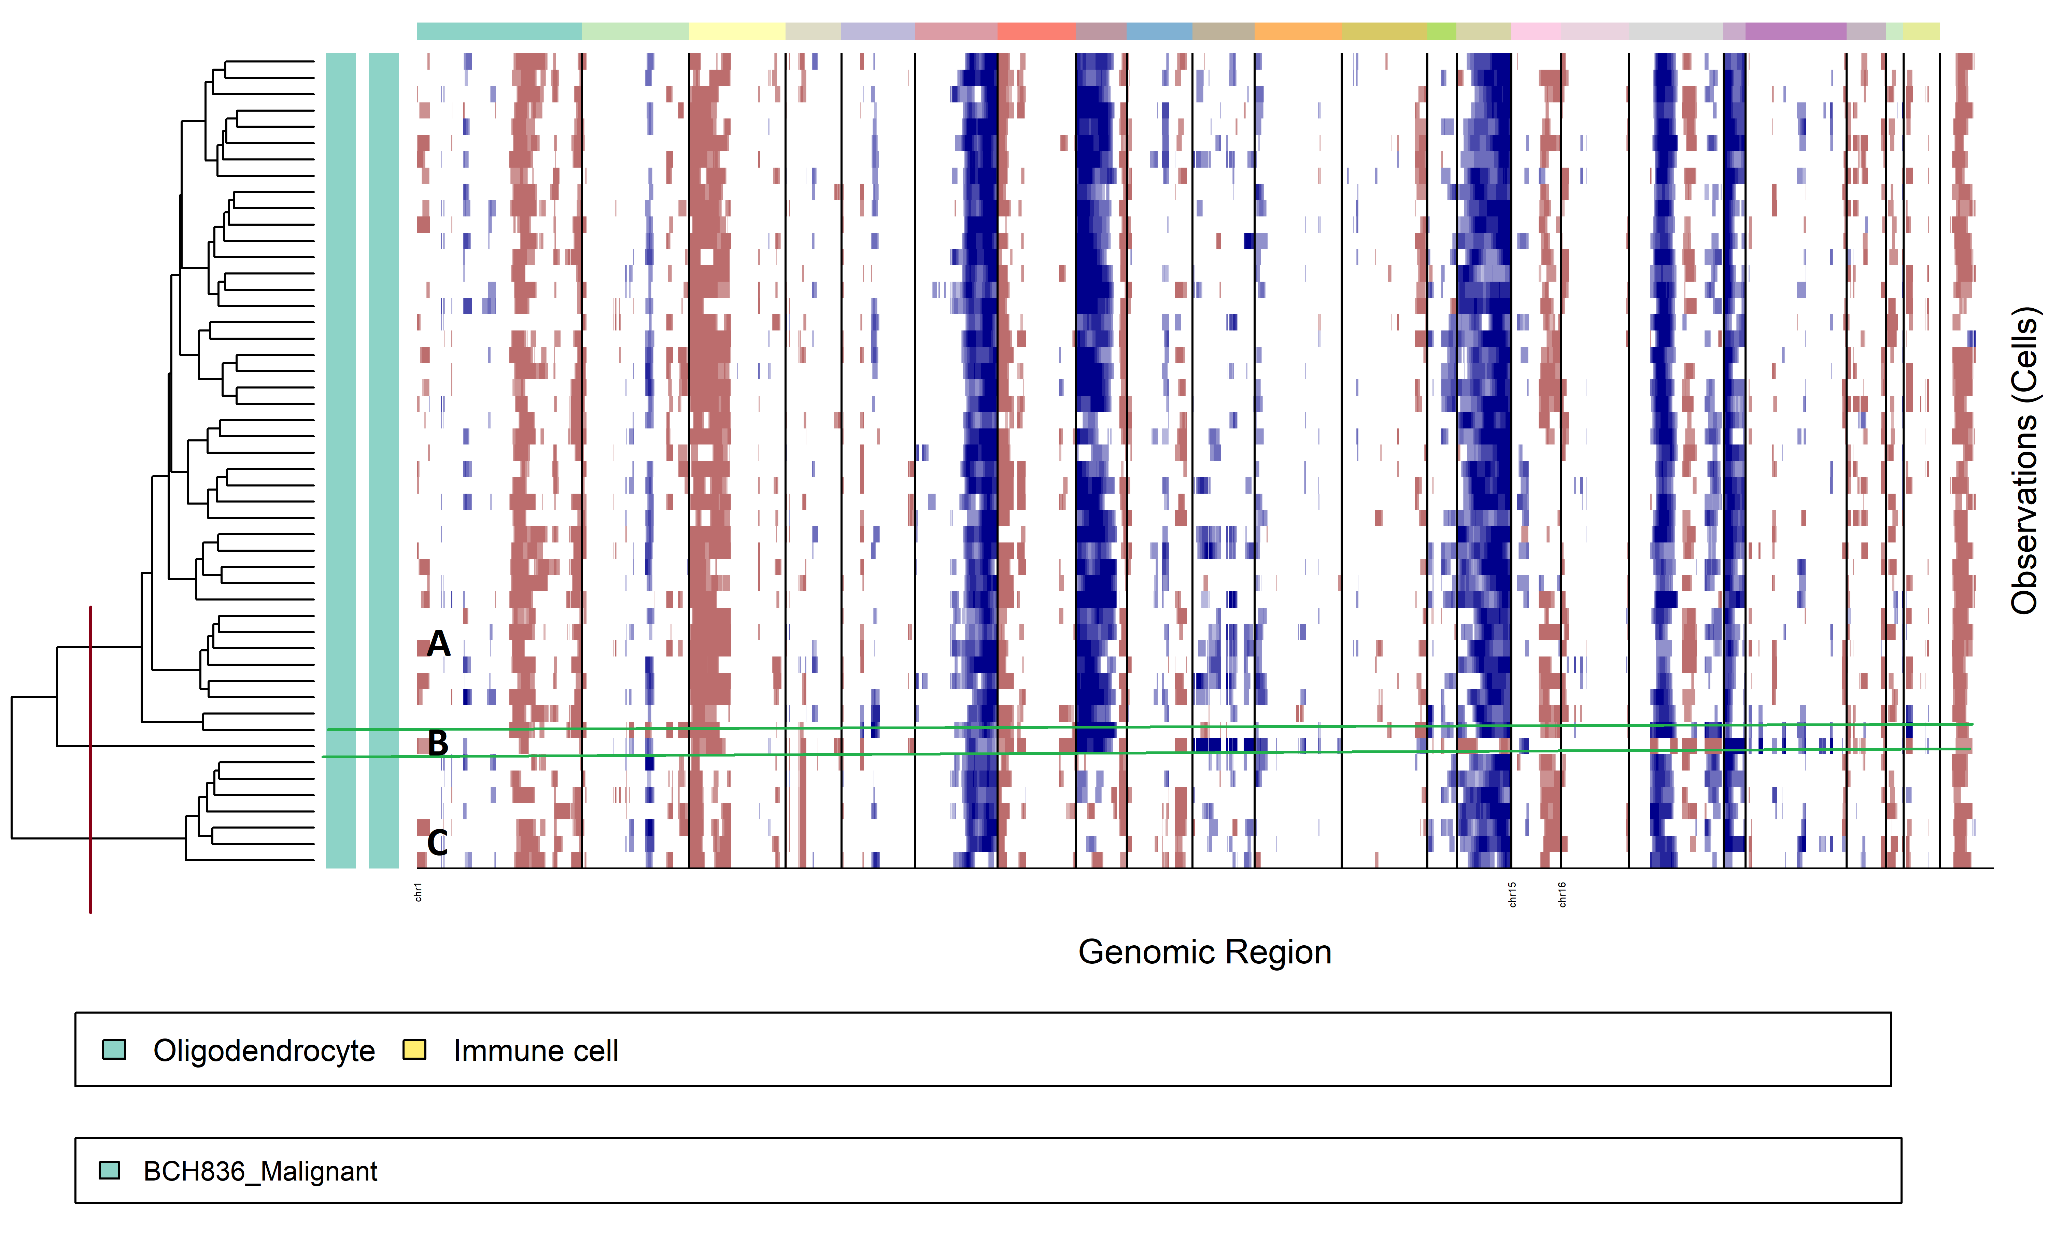 A
B
C
chr1
chr15
chr16
Genomic Region
Observations (Cells)
Oligodendrocyte
Immune cell
BCH836_Malignant